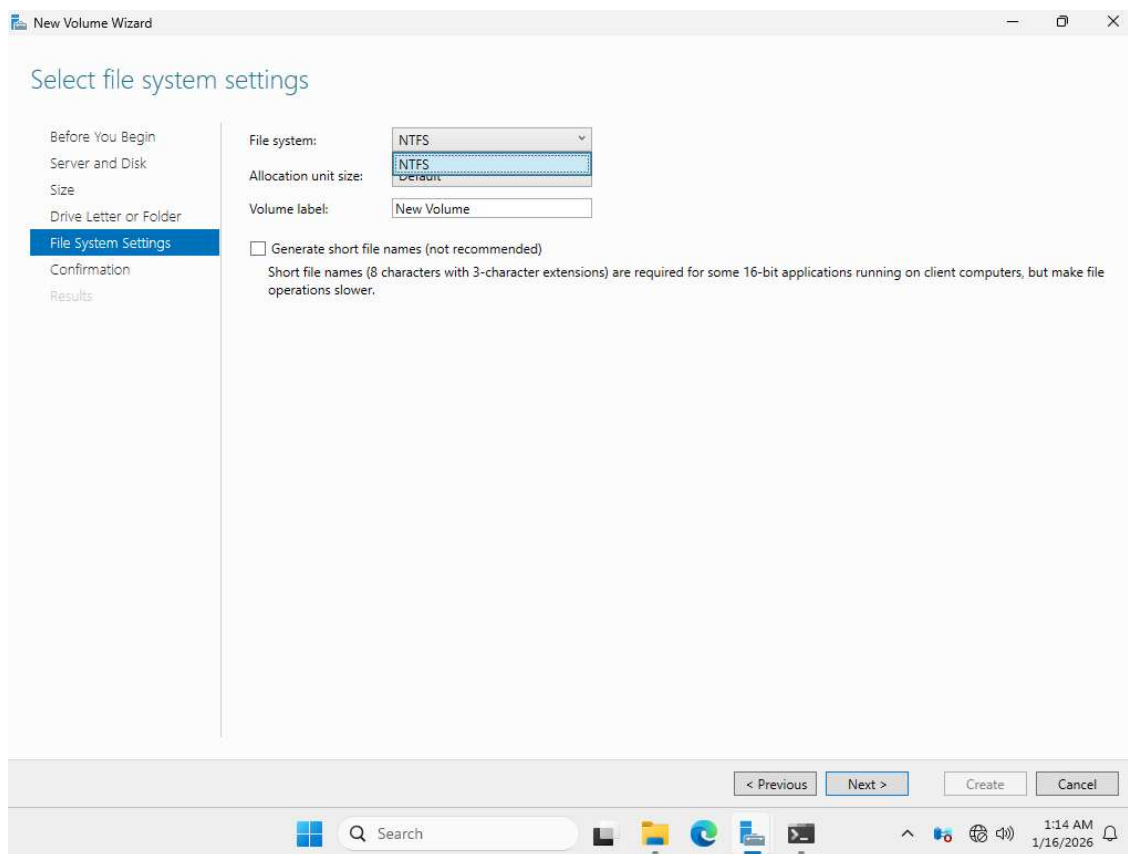 New Volume Wizard
Select file system settings
Before You Begin
Server and Disk
Size
Drive Letter or Folder
File System Settings
Confirmation
Results
File system:
NTFS
NTFS
Allocation unit size:
Default
Volume label:
New Volume
Generate short file names (not recommended)
Short file names (8 characters with 3-character extensions) are required for some 16-bit applications running on client computers, but make file
operations slower.
< Previous
Next >
Create
Cancel
Search
1:14 AM
1/16/2026